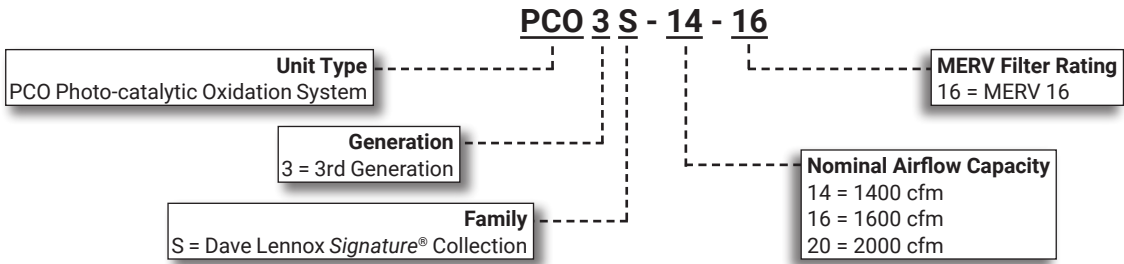 PCO 3 S - 14 - 16
Unit Type
PCO Photo-catalytic Oxidation System
MERV Filter Rating
16 = MERV 16
Generation
3 = 3rd Generation
Nominal Airflow Capacity
14 = 1400 cfm
16 = 1600 cfm
20 = 2000 cfm
Family
S = Dave Lennox Signature® Collection